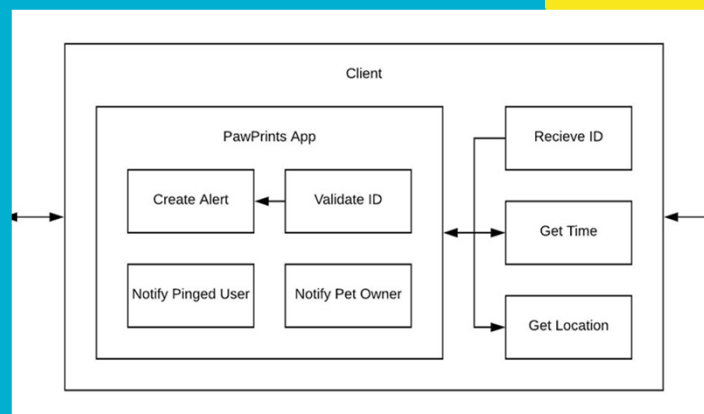 Client
PawPrints App
Recieve ID
Create Alert
Validate ID
Get Time
Notify Pinged User
Notify Pet Owner
Get Location